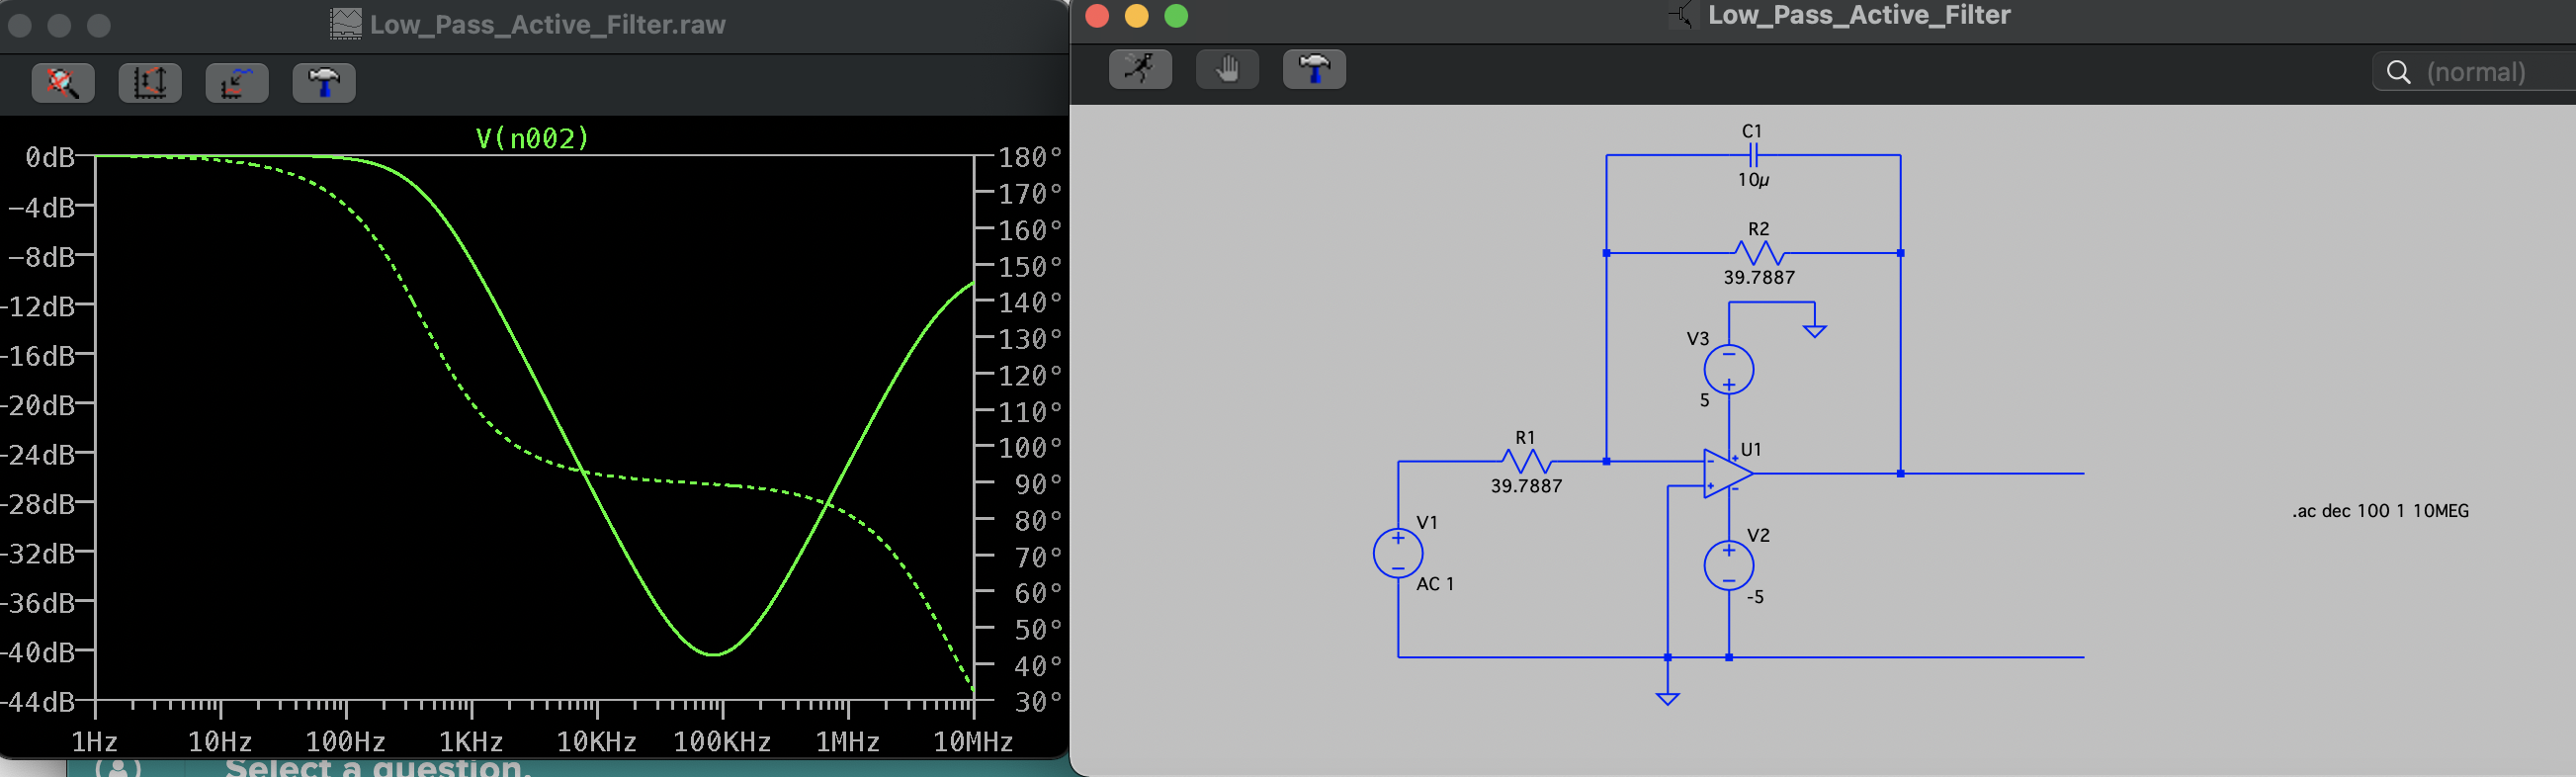 Low_Pass_Active_Filter.raw
V(n002)
0dB
-4dB
-8dB
-12dB
-16dB
-20dB
-24dB
-28dB
-32dB
-36dB
-40dB
-44dB
180°
170°
160°
150°
140°
130°
120°
110°
100°
90°
80°
70°
60°
50°
40°
30°
1Hz 10Hz 100Hz 1KHz 10KHz 100KHz 1MHz 10MHz
Select a question.
Low_Pass_Active_Filter
(normal)
C1
10µ
R2
39.7887
V3
5
R1
39.7887
U1
V1
AC 1
V2
-5
.ac dec 100 1 10MEG